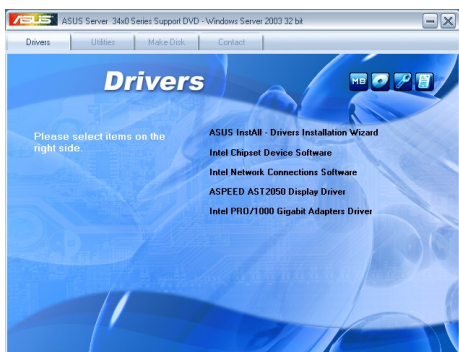 ASUS ASUS Server 34x0 Series Support DVD - Windows Server 2003 32 bit
Drivers Utilities Make Disk Contact
Drivers
MB
Please select items on the
right side.
ASUS InstAll - Drivers Installation Wizard
Intel Chipset Device Software
Intel Network Connections Software
ASPEED AST2050 Display Driver
Intel PRO/1000 Gigabit Adapters Driver